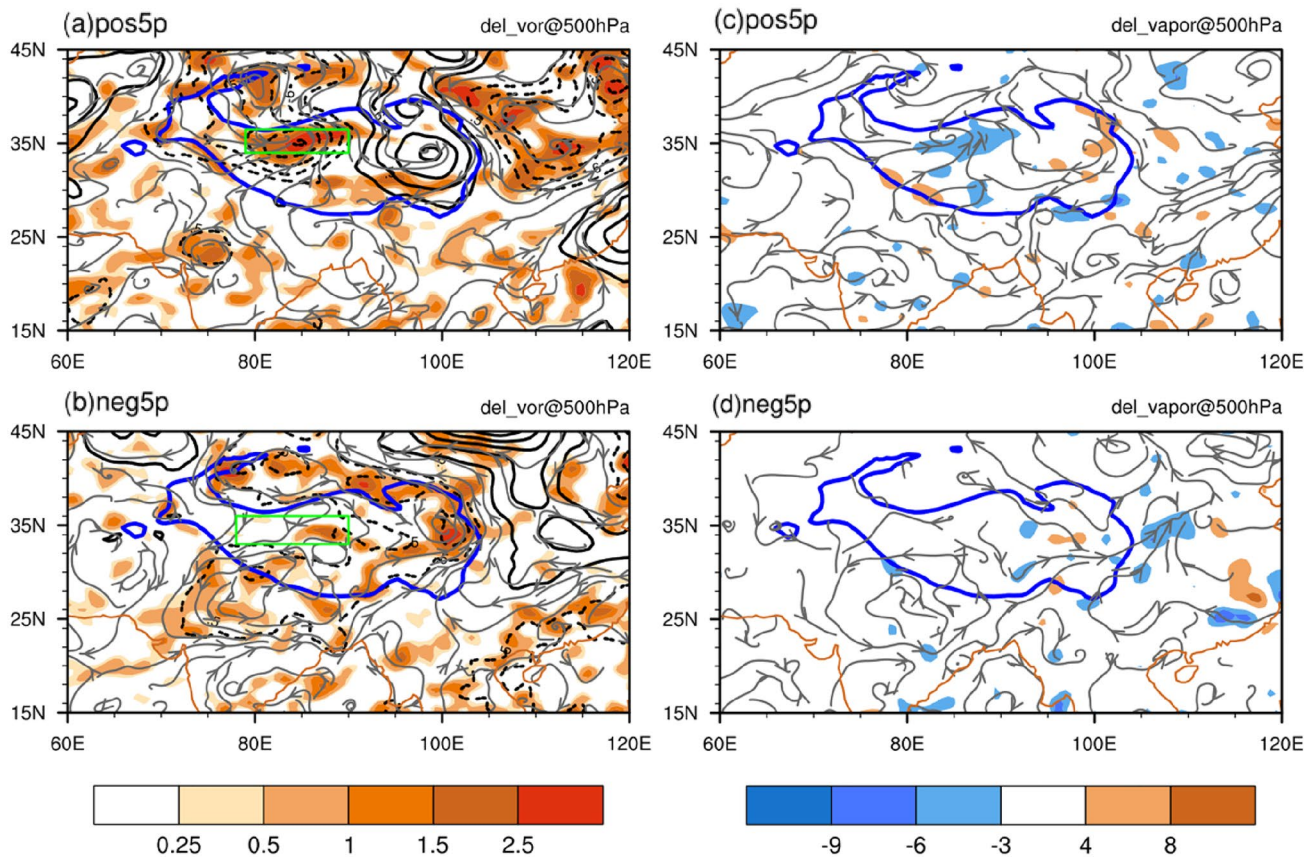 (a)pos5p del_vor@500hPa
45N
35N
25N
15N
60E 80E 100E 120E
(c)pos5p del_vapor@500hPa
45N
35N
25N
15N
60E 80E 100E 120E
(b)neg5p del_vor@500hPa
45N
35N
25N
15N
60E 80E 100E 120E
(d)neg5p del_vapor@500hPa
45N
35N
25N
15N
60E 80E 100E 120E
0.25 0.5 1 1.5 2.5
-9 -6 -3 4 8